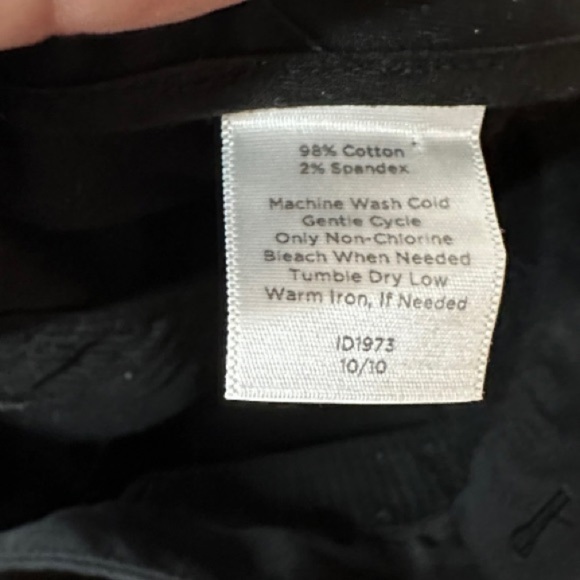 98% Cotton
2% Spandex
Machine Wash Cold
Gentle Cycle
Only Non-Chlorine
Bleach When Needed
Tumble Dry Low
Warm Iron, If Needed
ID1973
10/10